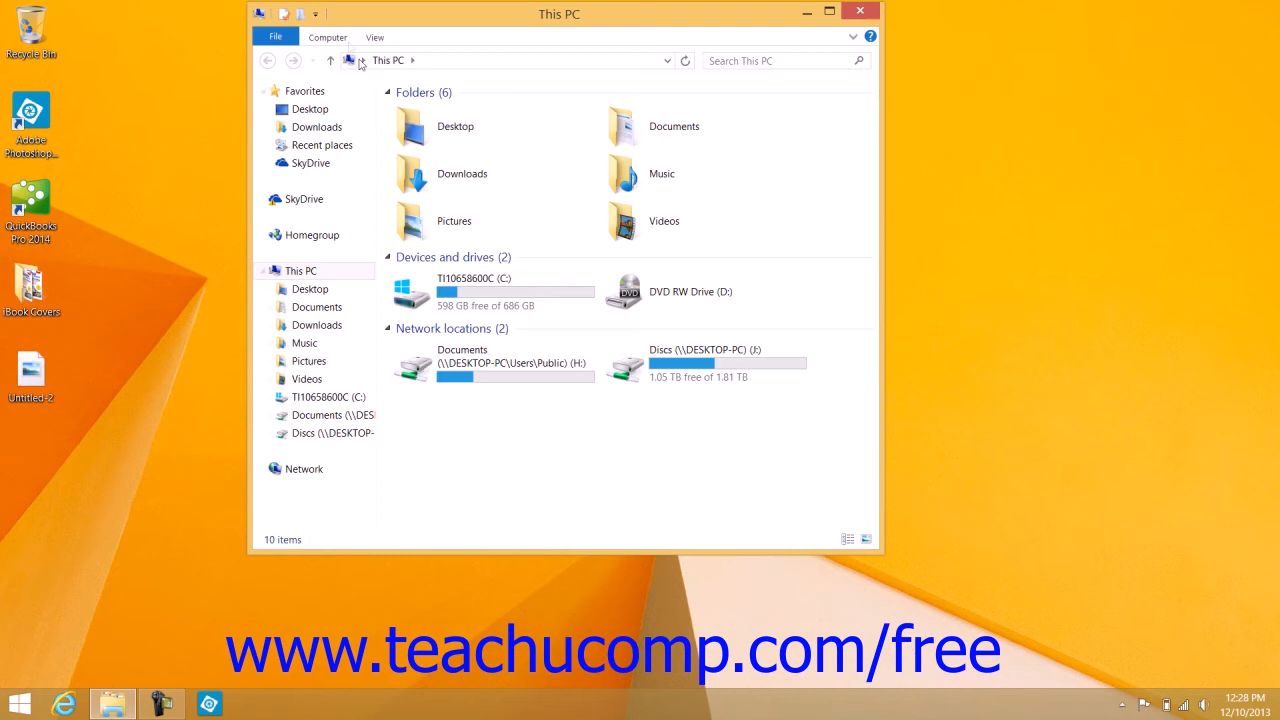 Recycle Bin
Adobe
Photoshop...
QuickBooks
Pro 2014
iBook Covers
Untitled-2
This PC
File
Computer
View
This PC
Search This PC
Favorites
Desktop
Downloads
Recent places
SkyDrive
SkyDrive
Homegroup
This PC
Desktop
Documents
Downloads
Music
Pictures
Videos
TI10658600C (C:)
Documents (\\DES
Discs (\\DESKTOP-
Network
Folders (6)
Desktop
Documents
Downloads
Music
Pictures
Videos
Devices and drives (2)
TI10658600C (C:)
598 GB free of 686 GB
DVD
DVD RW Drive (D:)
Network locations (2)
Documents
(\\DESKTOP-PC\Users\Public) (H:)
Discs (\\DESKTOP-PC) (J:)
1.05 TB free of 1.81 TB
10 items
www.teachucomp.com/free
12:28 PM
12/10/2013